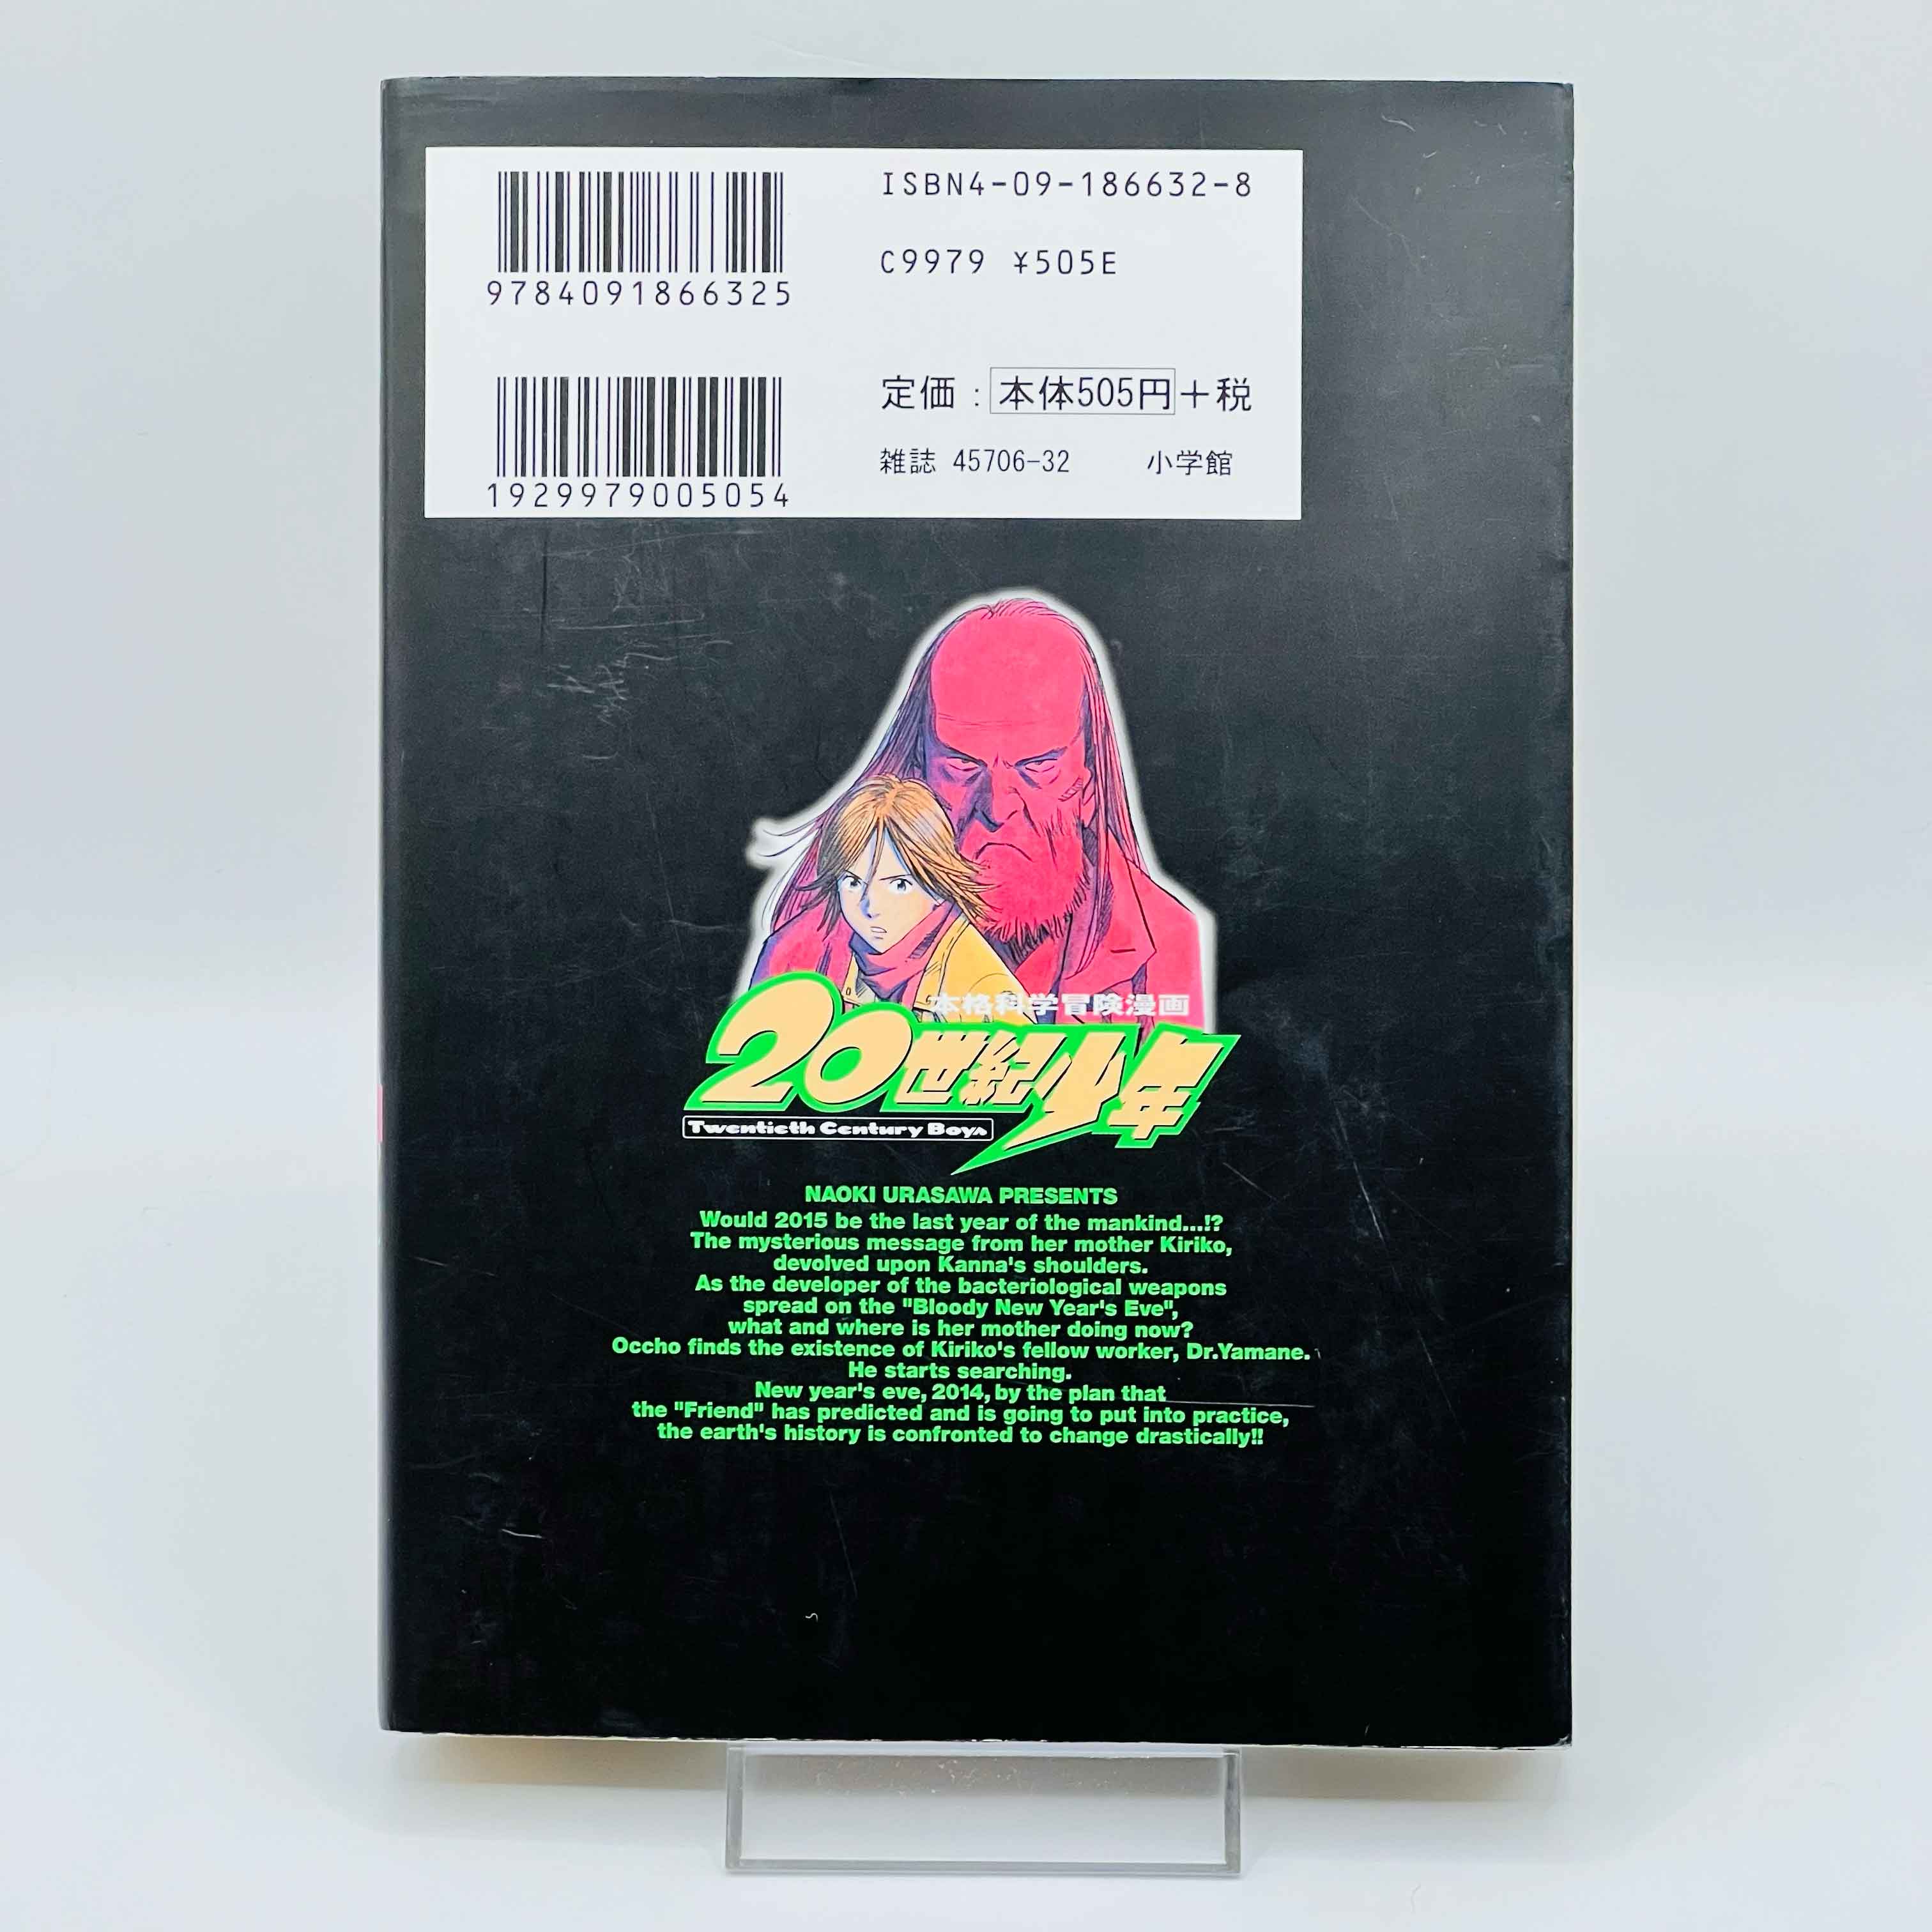 ISBN4-09-186632-8
9784091866325
C9979 ¥505E
定価：本体505円+税
1929979005054
雑誌 45706-32 小学館
本格科学冒険漫画
20世紀少年
Twentieth Century Boys
NAOKI URASAWA PRESENTS
Would 2015 be the last year of the mankind...!?
The mysterious message from her mother Kiriko,
devolved upon Kanna's shoulders.
As the developer of the bacteriological weapons
spread on the "Bloody New Year's Eve",
what and where is her mother doing now?
Occho finds the existence of Kiriko's fellow worker, Dr.Yamane.
He starts searching.
New year's eve, 2014, by the plan that
the "Friend" has predicted and is going to put into practice,
the earth's history is confronted to change drastically!!